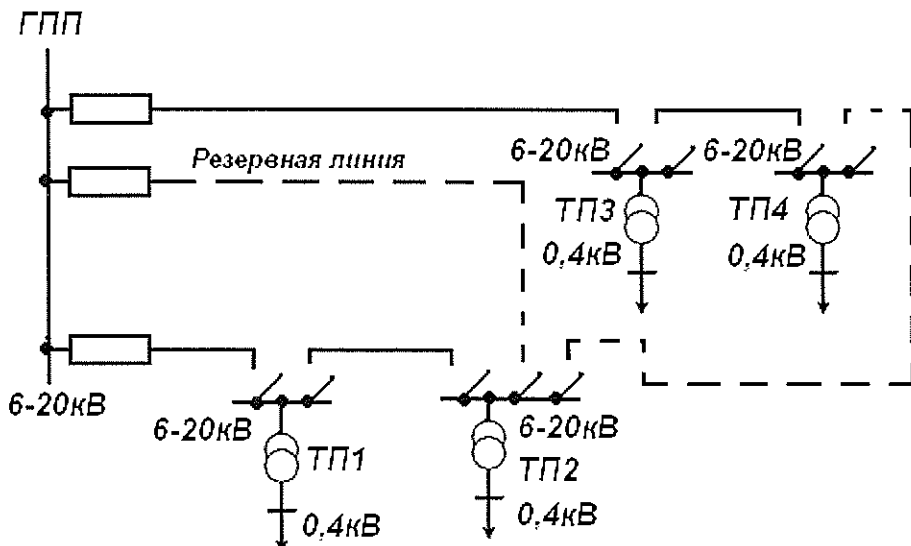 ГПП
Резервная линия
6-20кВ
6-20кВ
ТП3
ТП4
0,4кВ
0,4кВ
6-20кВ
6-20кВ
6-20кВ
ТП1
ТП2
0,4кВ
0,4кВ